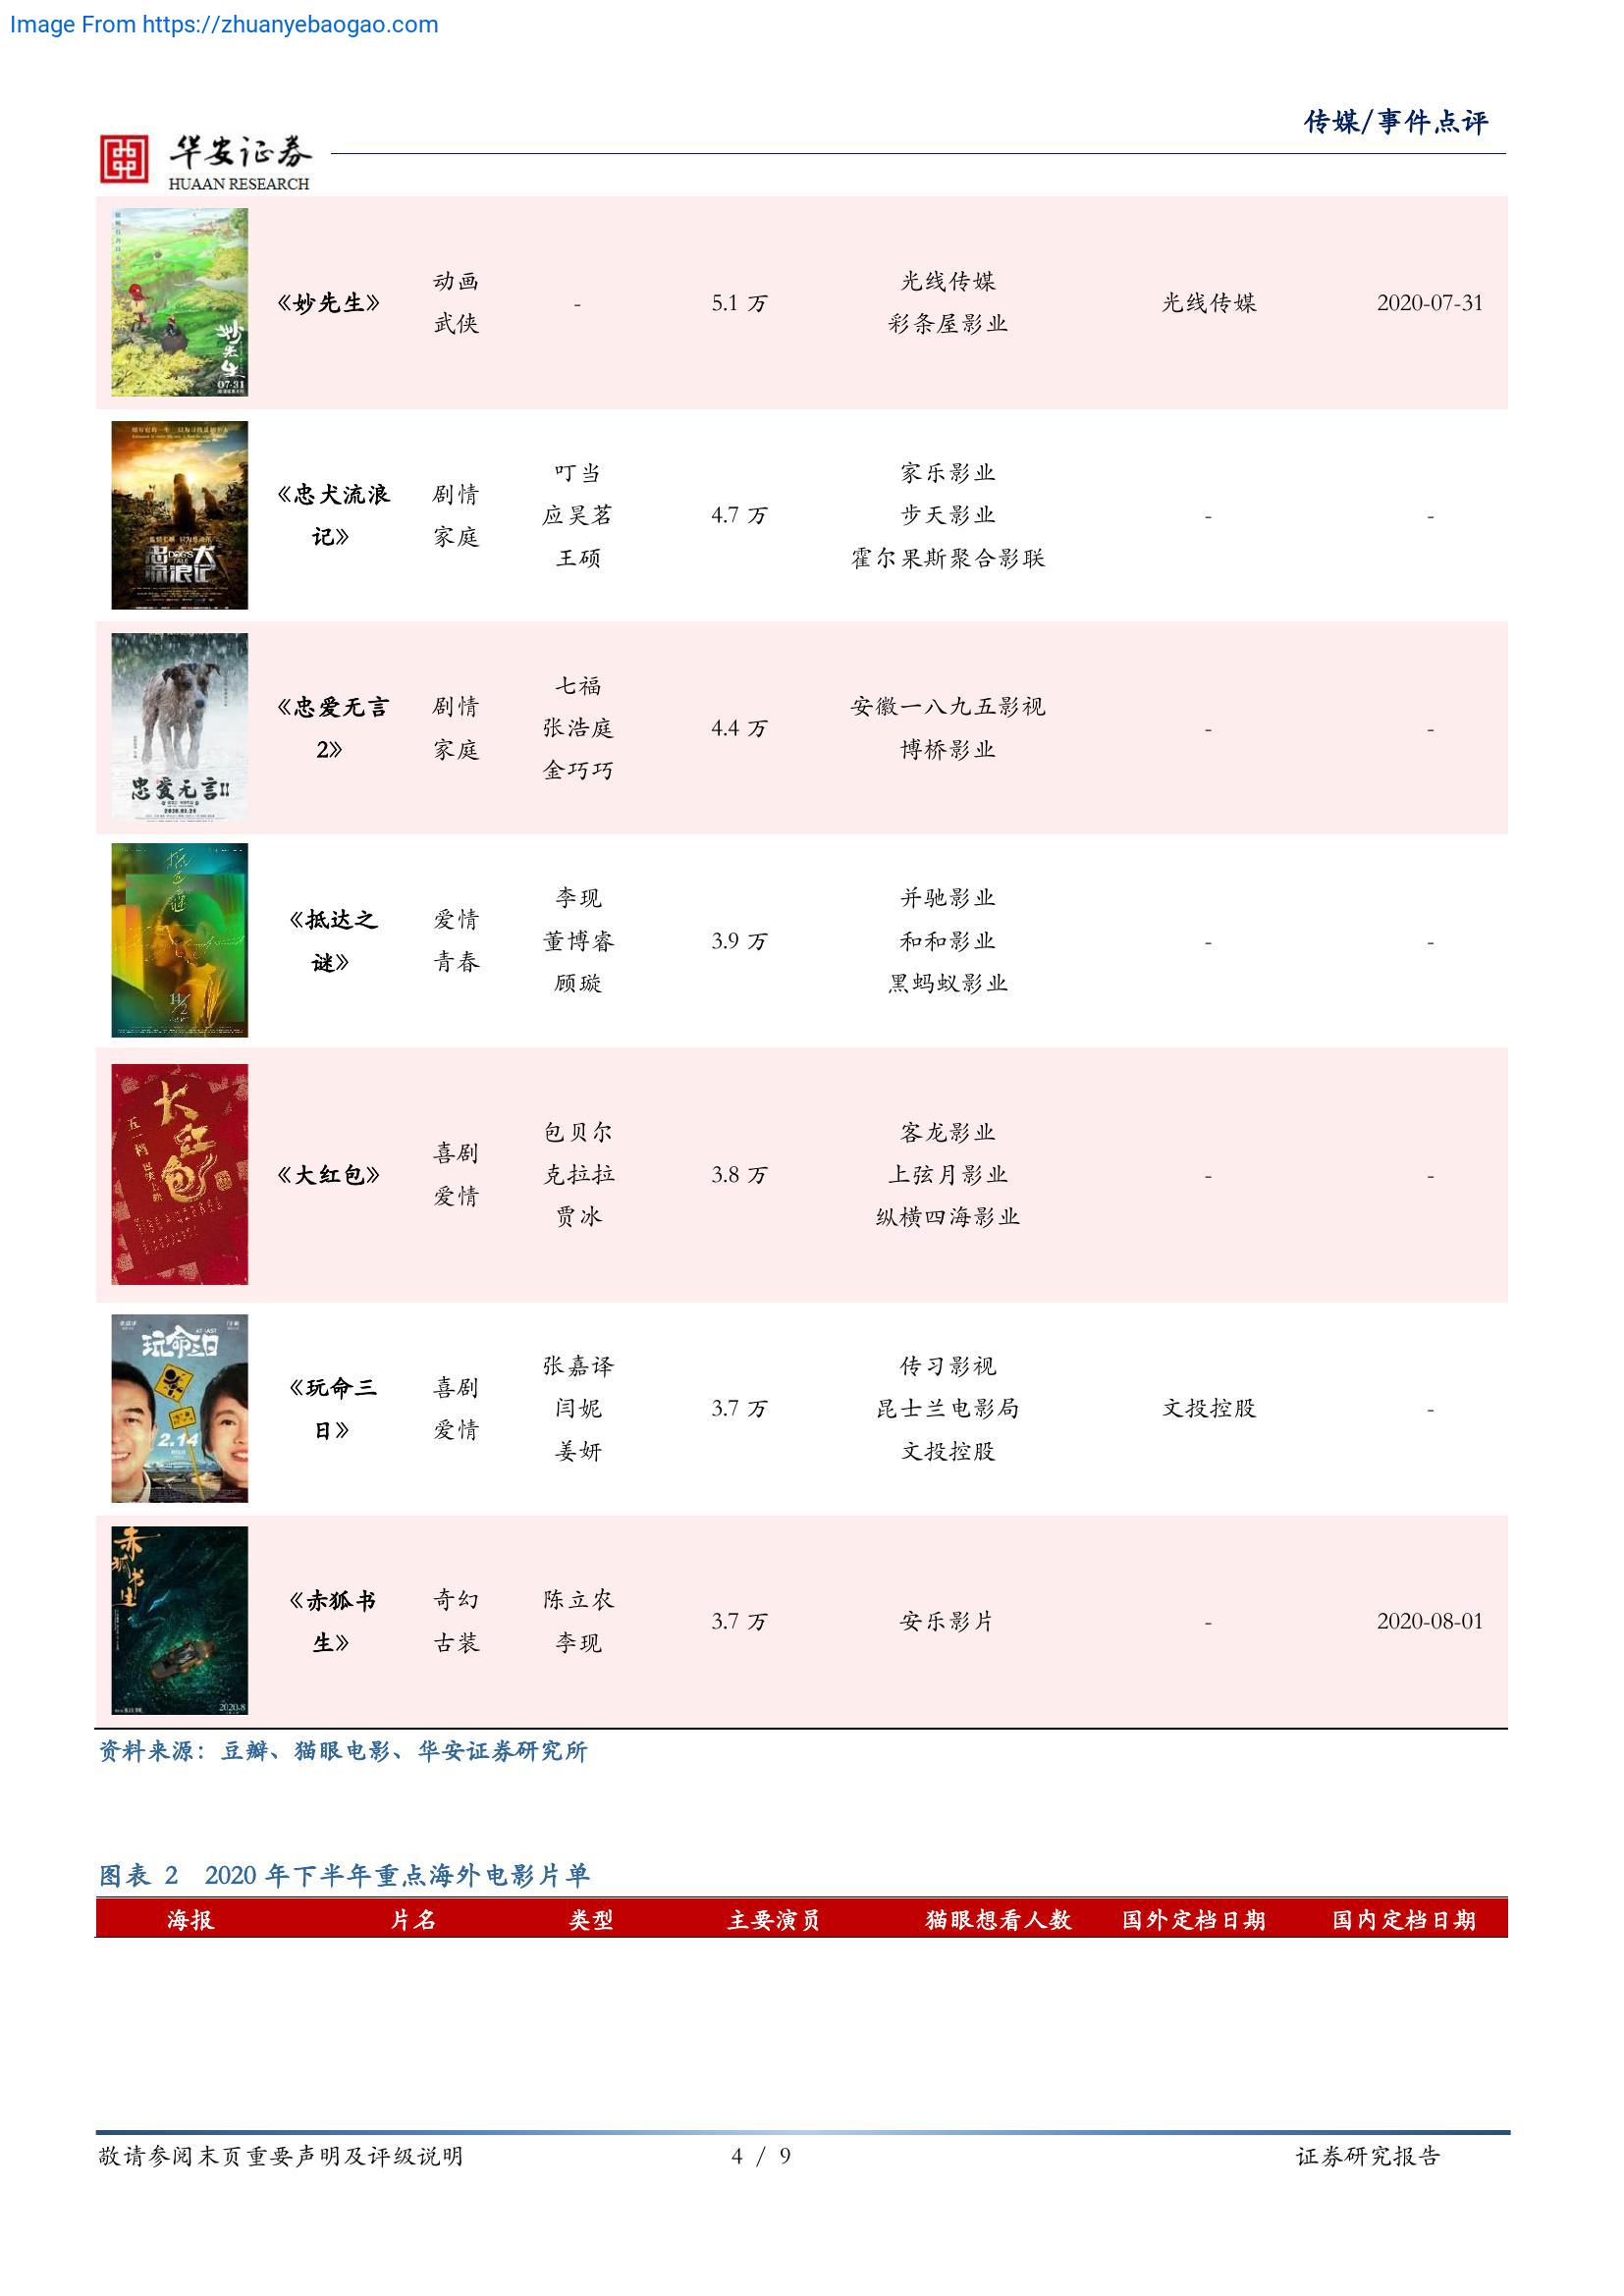 Image From https://zhuanyebaogao.com
传媒/事件点评
华安证券
HUAAN RESEARCH
妙先生
07-31
《妙先生》
动画
武侠
-
5.1 万
光线传媒
彩条屋影业
光线传媒
2020-07-31
忠犬
DOG'S
TALE
流浪记
《忠犬流浪
记》
剧情
家庭
叮当
应昊茗
王硕
4.7 万
家乐影业
步天影业
霍尔果斯聚合影联
-
-
忠爱无言!!
《忠爱无言
2》
剧情
家庭
七福
张浩庭
金巧巧
4.4 万
安徽一八九五影视
博桥影业
-
-
抵达之谜
《抵达之
谜》
爱情
青春
李现
董博睿
顾璇
3.9 万
并驰影业
和和影业
黑蚂蚁影业
-
-
大红包
五一档
《大红包》
喜剧
爱情
包贝尔
克拉拉
贾冰
3.8 万
客龙影业
上弦月影业
纵横四海影业
-
-
玩命三日
2.14
《玩命三
日》
喜剧
爱情
张嘉译
闫妮
姜妍
3.7 万
传习影视
昆士兰电影局
文投控股
文投控股
-
赤狐书生
2020.8
《赤狐书
生》
奇幻
古装
陈立农
李现
3.7 万
安乐影片
-
2020-08-01
资料来源：豆瓣、猫眼电影、华安证券研究所
图表 2 2020 年下半年重点海外电影片单
海报 片名 类型 主要演员 猫眼想看人数 国外定档日期 国内定档日期
敬请参阅末页重要声明及评级说明 4 / 9 证券研究报告